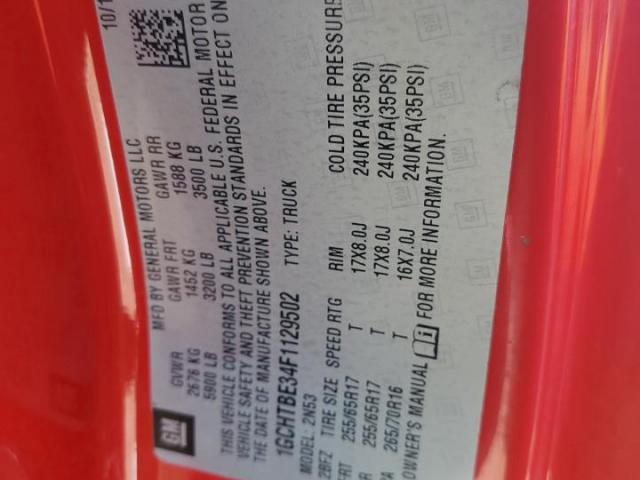 GM
MFD BY GENERAL MOTORS LLC 10/1
GVWR GAWR FRT GAWR RR
2676 KG 1452 KG 1588 KG
5900 LB 3200 LB 3500 LB
THIS VEHICLE CONFORMS TO ALL APPLICABLE U.S. FEDERAL MOTOR
VEHICLE SAFETY AND THEFT PREVENTION STANDARDS IN EFFECT ON
THE DATE OF MANUFACTURE SHOWN ABOVE.
1GCHTBE34F1129502 TYPE: TRUCK
MODEL: 2N53
2BFZ TIRE SIZE SPEED RTG RIM COLD TIRE PRESSURE
FRT 255/65R17 T 17X8.0J 240KPA(35PSI)
R 255/65R17 T 17X8.0J 240KPA(35PSI)
PA 265/70R16 T 16X7.0J 240KPA(35PSI)
OWNER'S MANUAL FOR MORE INFORMATION.